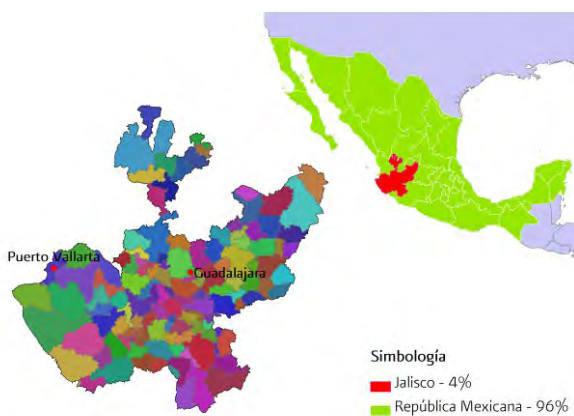 Puerto Vallarta
Guadalajara
Simbología
Jalisco - 4%
República Mexicana - 96%